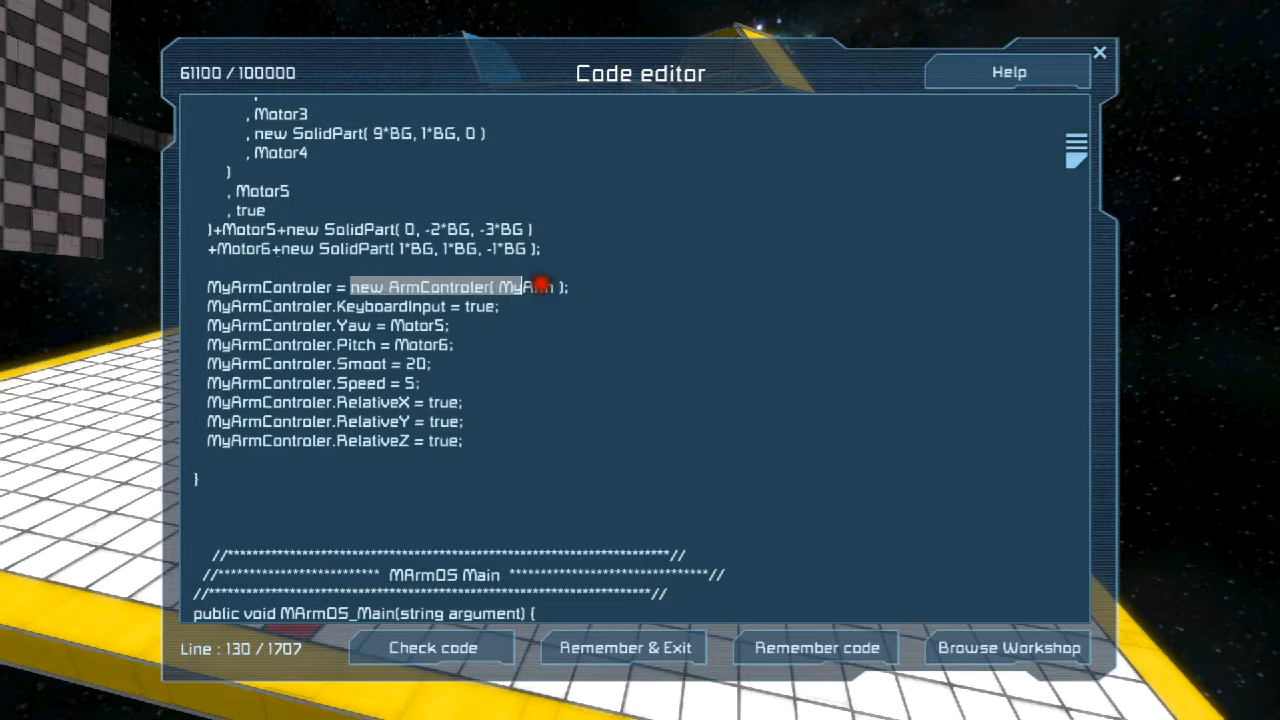 61100 / 100000
Code editor
Help
, Motor3
, new SolidPart( 9*BG, 1*BG, 0 )
, Motor4
)
, Motor5
, true
)+Motor5+new SolidPart( 0, -2*BG, -3*BG )
+Motor6+new SolidPart( 1*BG, 1*BG, -1*BG );
MyArmControler = new ArmControler( MyArm );
MyArmControler.KeyboardInput = true;
MyArmControler.Yaw = Motor5;
MyArmControler.Pitch = Motor6;
MyArmControler.Smoot = 20;
MyArmControler.Speed = 5;
MyArmControler.RelativeX = true;
MyArmControler.RelativeY = true;
MyArmControler.RelativeZ = true;
}
//***********************************************************************//
//************************** MArmOS Main ********************************//
//***********************************************************************//
public void MArmOS_Main(string argument) {
Line : 130 / 1707
Check code
Remember & Exit
Remember code
Browse Workshop